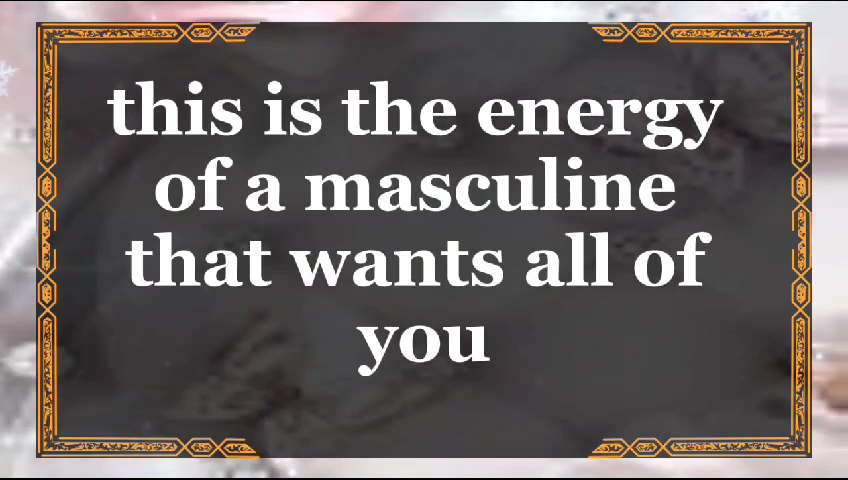 this is the energy
of a masculine
that wants all of
you